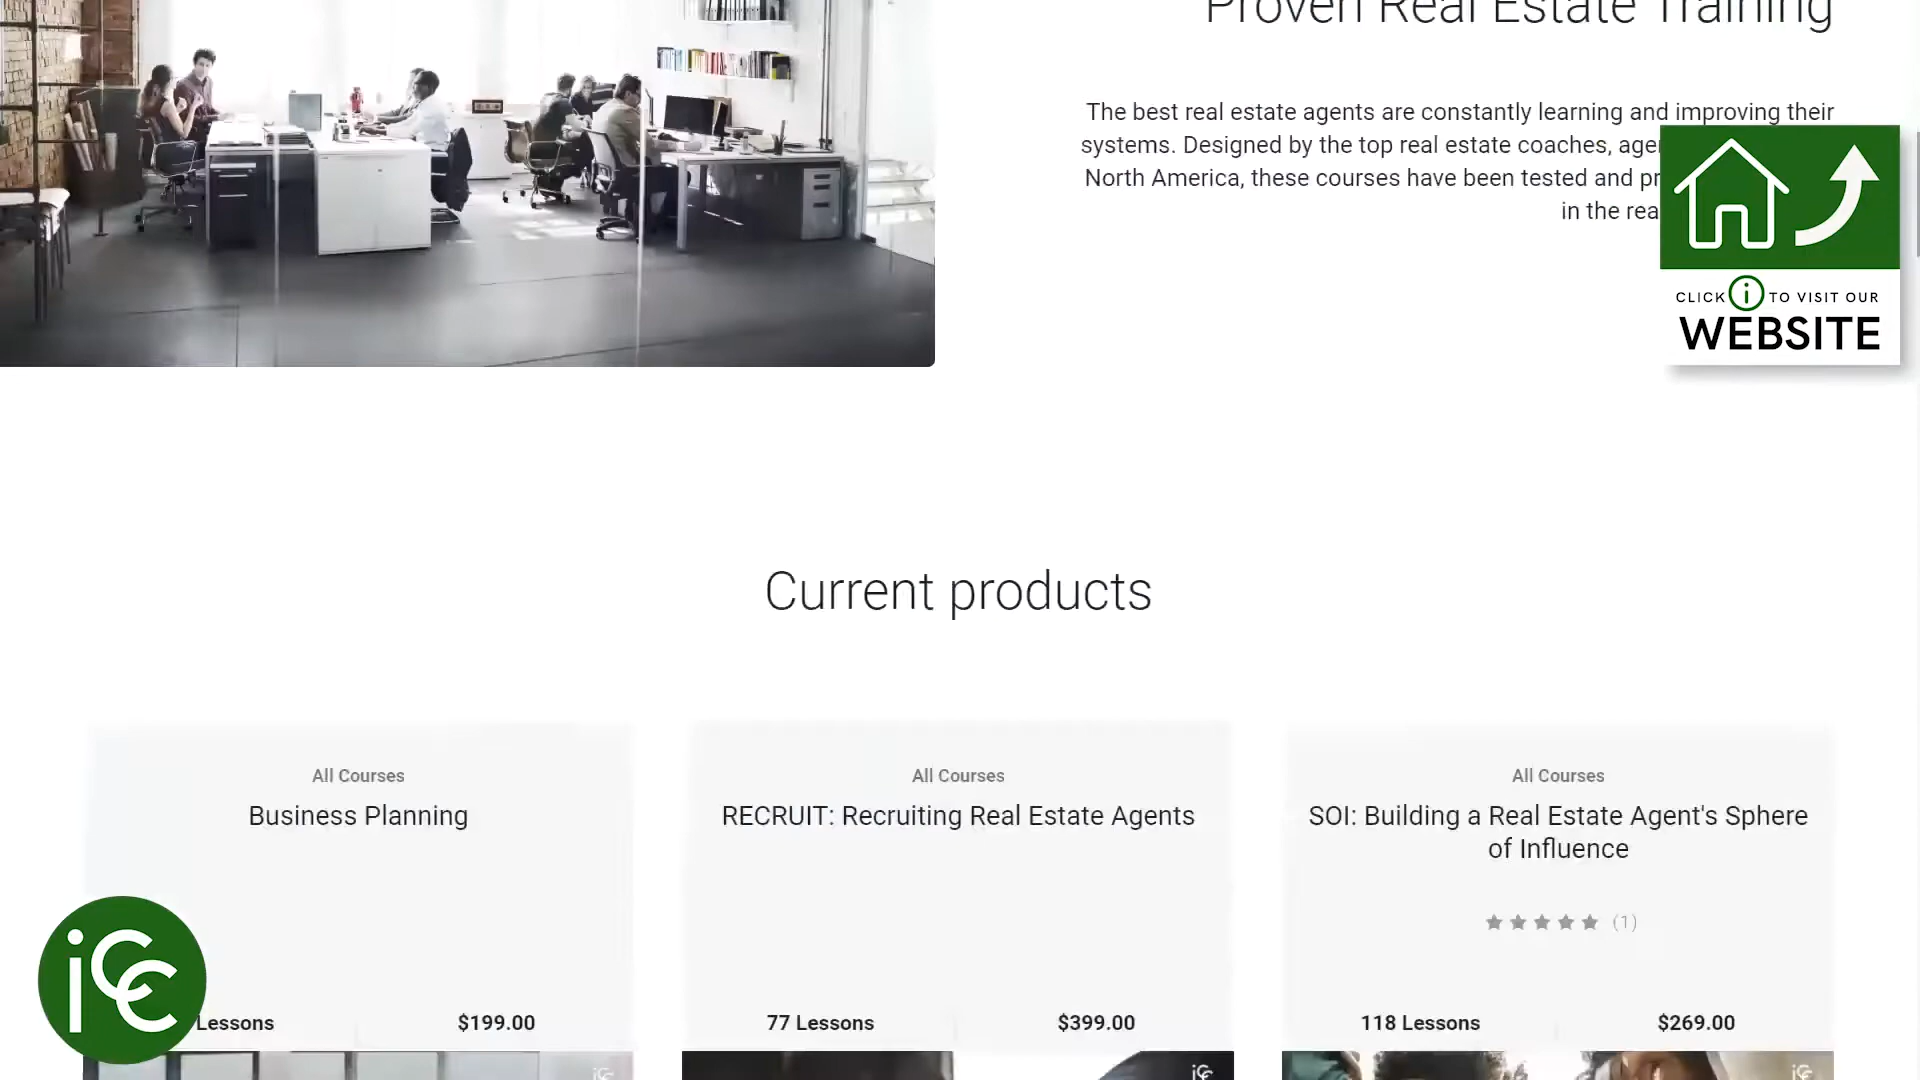 Proven Real Estate Training
The best real estate agents are constantly learning and improving their
systems. Designed by the top real estate coaches,
North America, these courses have been tested and
in the
CLICK i TO VISIT OUR
WEBSITE
Current products
All Courses
Business Planning
Lessons
$199.00
All Courses
RECRUIT: Recruiting Real Estate Agents
77 Lessons
$399.00
All Courses
SOI: Building a Real Estate Agent's Sphere
of Influence
(1)
118 Lessons
$269.00
icc